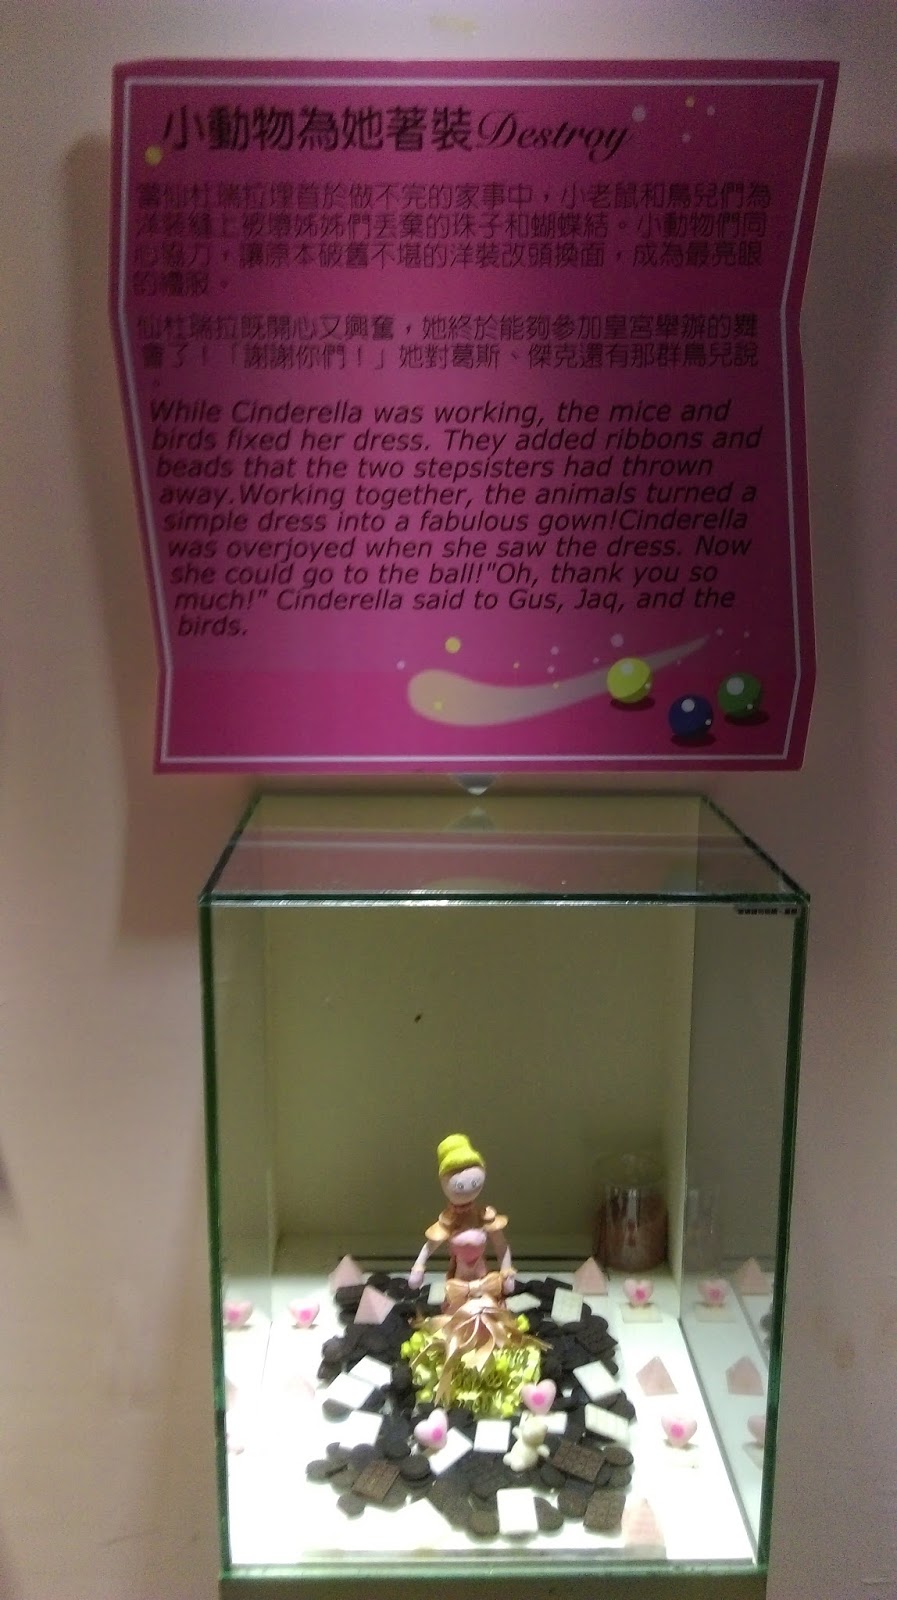 小動物為她著裝Destroy
當仙杜瑞拉埋首於做不完的家事中，小老鼠和鳥兒們為
洋裝縫上被壞姊姊們丟棄的珠子和蝴蝶結。小動物們同
心協力，讓原本破舊不堪的洋裝改頭換面，成為最亮眼
的禮服。
仙杜瑞拉既開心又興奮，她終於能夠參加皇宮舉辦的舞
會了！「謝謝你們！」她對葛斯、傑克還有那群鳥兒說
。
While Cinderella was working, the mice and
birds fixed her dress. They added ribbons and
beads that the two stepsisters had thrown
away.Working together, the animals turned a
simple dress into a fabulous gown!Cinderella
was overjoyed when she saw the dress. Now
she could go to the ball!"Oh, thank you so
much!" Cinderella said to Gus, Jaq, and the
birds.